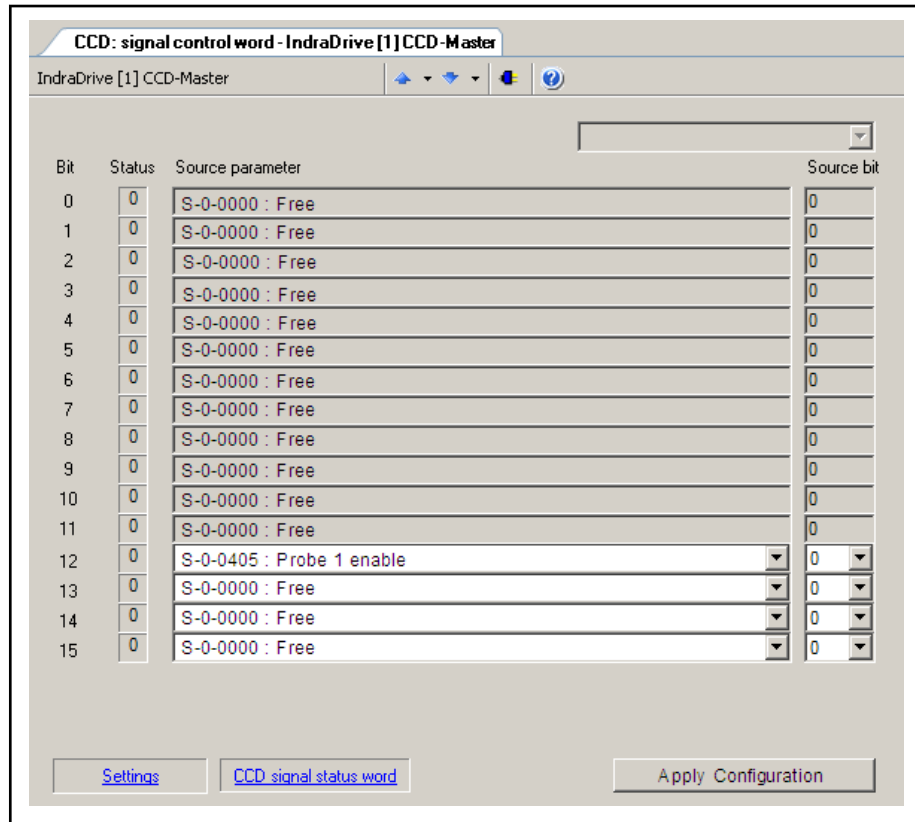 CCD: signal control word - IndraDrive [1] CCD-Master
IndraDrive [1] CCD-Master
Bit Status Source parameter Source bit
0 0 S-0-0000 : Free 0
1 0 S-0-0000 : Free 0
2 0 S-0-0000 : Free 0
3 0 S-0-0000 : Free 0
4 0 S-0-0000 : Free 0
5 0 S-0-0000 : Free 0
6 0 S-0-0000 : Free 0
7 0 S-0-0000 : Free 0
8 0 S-0-0000 : Free 0
9 0 S-0-0000 : Free 0
10 0 S-0-0000 : Free 0
11 0 S-0-0000 : Free 0
12 0 S-0-0405 : Probe 1 enable 0
13 0 S-0-0000 : Free 0
14 0 S-0-0000 : Free 0
15 0 S-0-0000 : Free 0
Settings CCD signal status word Apply Configuration